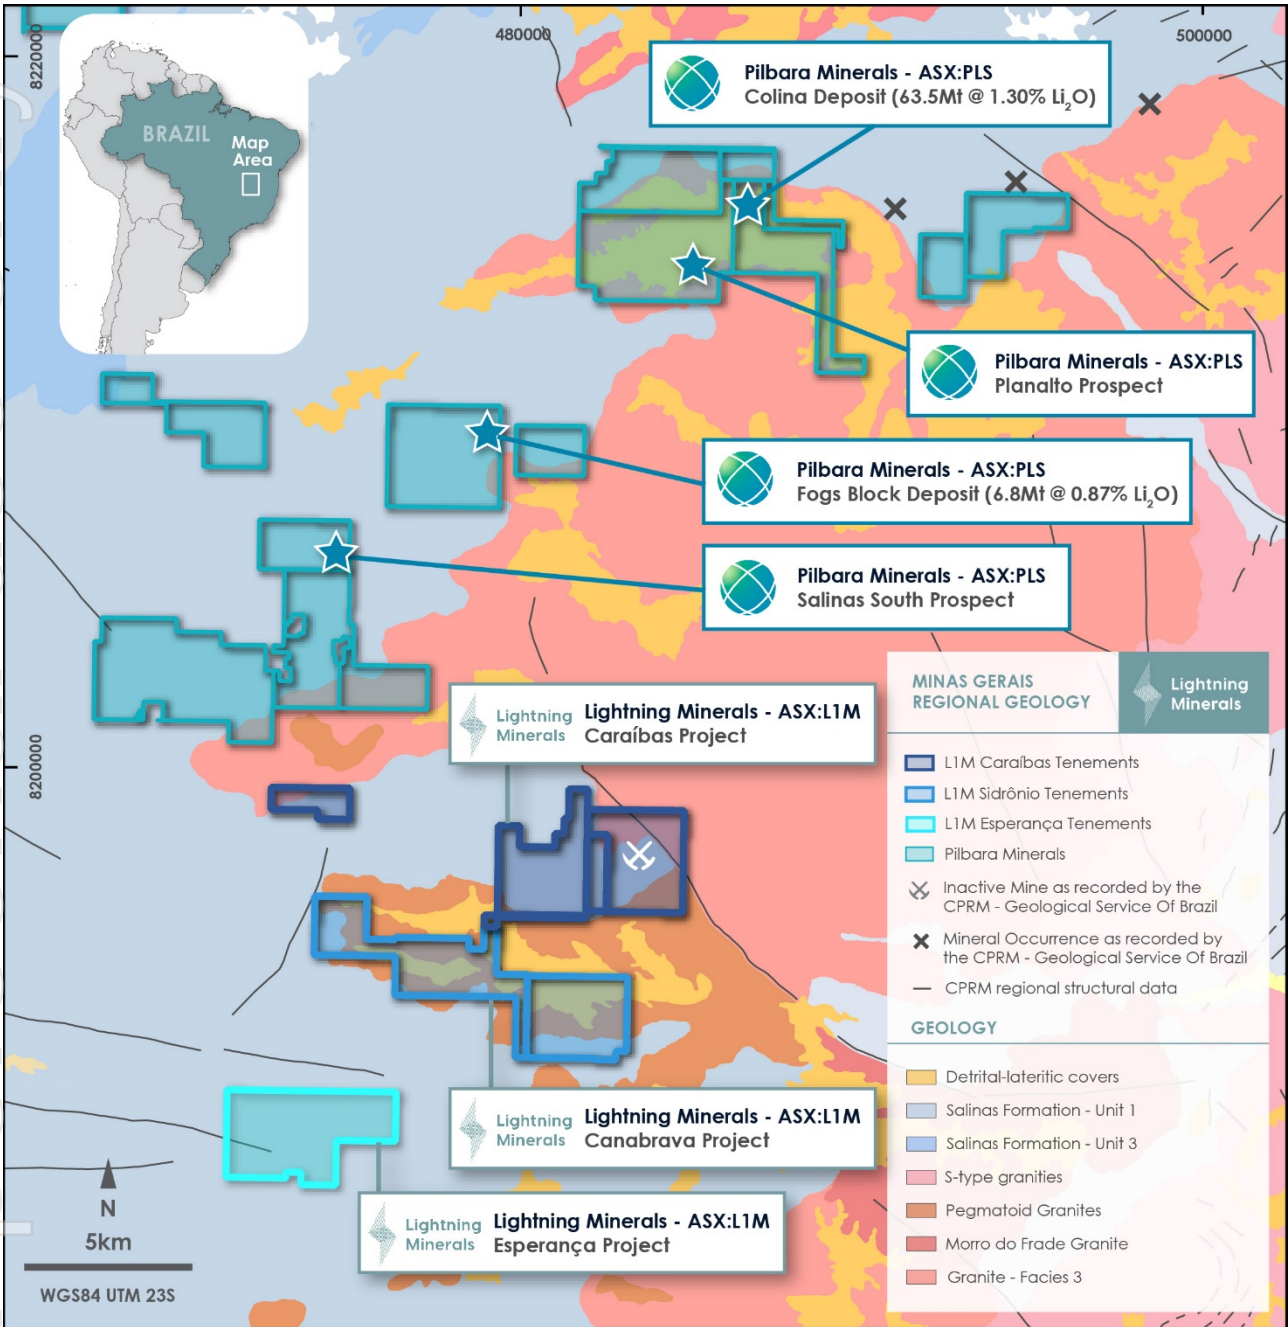 480000
500000
8220000
BRAZIL
Map
Area
Pilbara Minerals - ASX:PLS
Colina Deposit (63.5Mt @ 1.30% Li₂O)
Pilbara Minerals - ASX:PLS
Planalto Prospect
Pilbara Minerals - ASX:PLS
Fogs Block Deposit (6.8Mt @ 0.87% Li₂O)
Pilbara Minerals - ASX:PLS
Salinas South Prospect
8200000
Lightning
Minerals
Lightning Minerals - ASX:L1M
Caraíbas Project
Lightning
Minerals
Lightning Minerals - ASX:L1M
Canabrava Project
Lightning
Minerals
Lightning Minerals - ASX:L1M
Esperança Project
N
5km
WGS84 UTM 23S
MINAS GERAIS
REGIONAL GEOLOGY
Lightning
Minerals
L1M Caraíbas Tenements
L1M Sidrônio Tenements
L1M Esperança Tenements
Pilbara Minerals
Inactive Mine as recorded by the
CPRM - Geological Service Of Brazil
Mineral Occurrence as recorded by
the CPRM - Geological Service Of Brazil
CPRM regional structural data
GEOLOGY
Detrital-lateritic covers
Salinas Formation - Unit 1
Salinas Formation - Unit 3
S-type granities
Pegmatoid Granites
Morro do Frade Granite
Granite - Facies 3